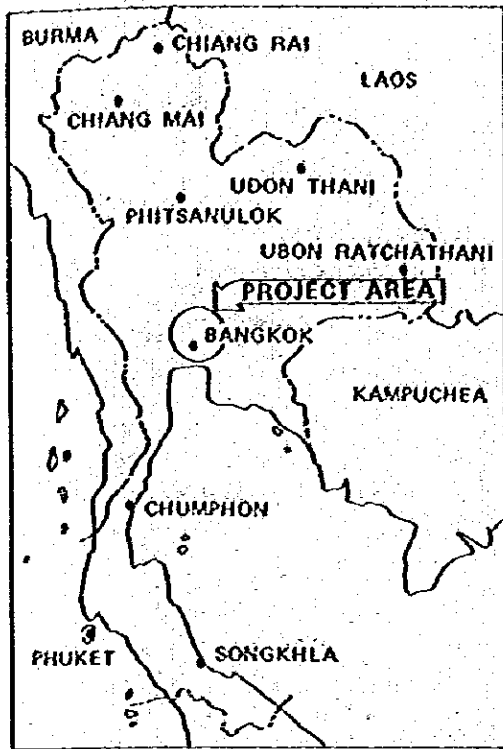 BURMA
CHIANG RAI
LAOS
CHIANG MAI
UDON THANI
PHITSANULOK
UBON RATCHATHANI
PROJECT AREA
BANGKOK
KAMPUCHEA
CHUMPHON
PHUKET
SONGKHLA